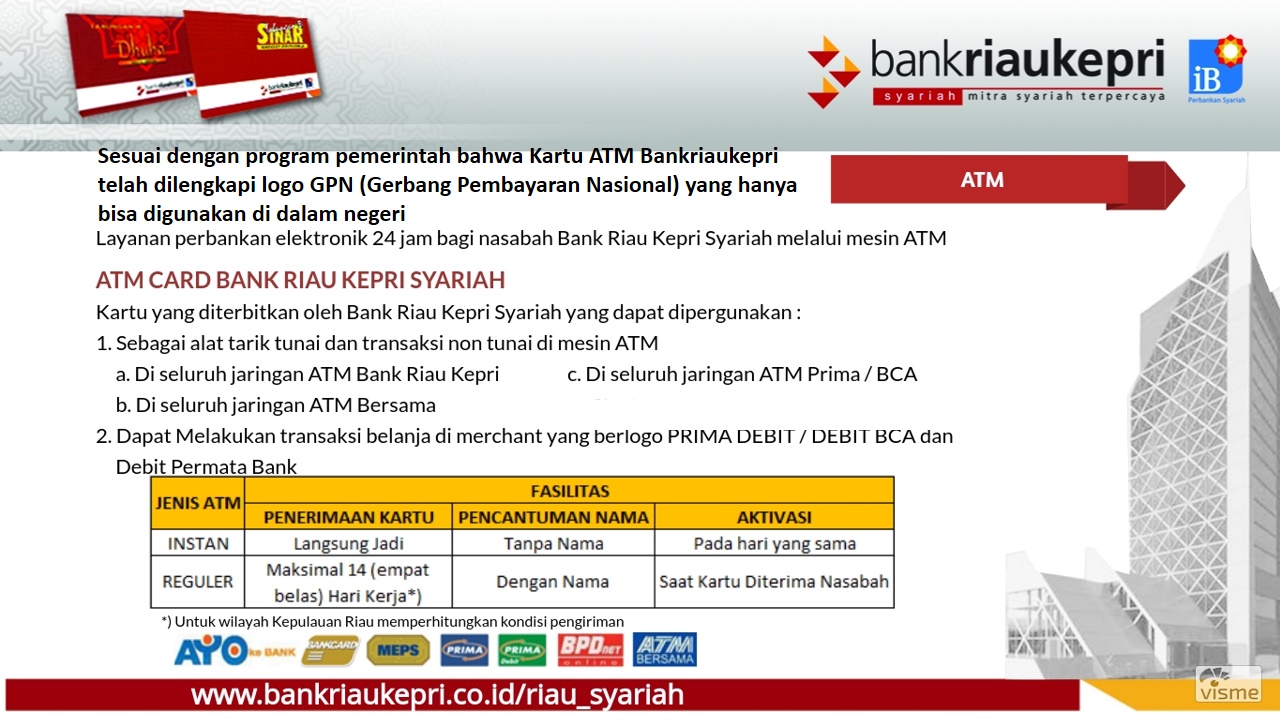 Dhuha
bankriaukepri
SINAR
bankriaukepri
bankriaukepri
syariah mitra syariah terpercaya
iB
Perbankan Syariah
Sesuai dengan program pemerintah bahwa Kartu ATM Bankriaukepri
telah dilengkapi logo GPN (Gerbang Pembayaran Nasional) yang hanya
bisa digunakan di dalam negeri
ATM
Layanan perbankan elektronik 24 jam bagi nasabah Bank Riau Kepri Syariah melalui mesin ATM
ATM CARD BANK RIAU KEPRI SYARIAH
Kartu yang diterbitkan oleh Bank Riau Kepri Syariah yang dapat dipergunakan :
1. Sebagai alat tarik tunai dan transaksi non tunai di mesin ATM
a. Di seluruh jaringan ATM Bank Riau Kepri c. Di seluruh jaringan ATM Prima / BCA
b. Di seluruh jaringan ATM Bersama
2. Dapat Melakukan transaksi belanja di merchant yang berlogo PRIMA DEBIT / DEBIT BCA dan
Debit Permata Bank
JENIS ATM FASILITAS
PENERIMAAN KARTU PENCANTUMAN NAMA AKTIVASI
INSTAN Langsung Jadi Tanpa Nama Pada hari yang sama
REGULER Maksimal 14 (empat belas) Hari Kerja*) Dengan Nama Saat Kartu Diterima Nasabah
*) Untuk wilayah Kepulauan Riau memperhitungkan kondisi pengiriman
AYO ke BANK BANKCARD MEPS PRIMA PRIMA Debit BPD NET online ATM BERSAMA
www.bankriaukepri.co.id/riau_syariah
visme